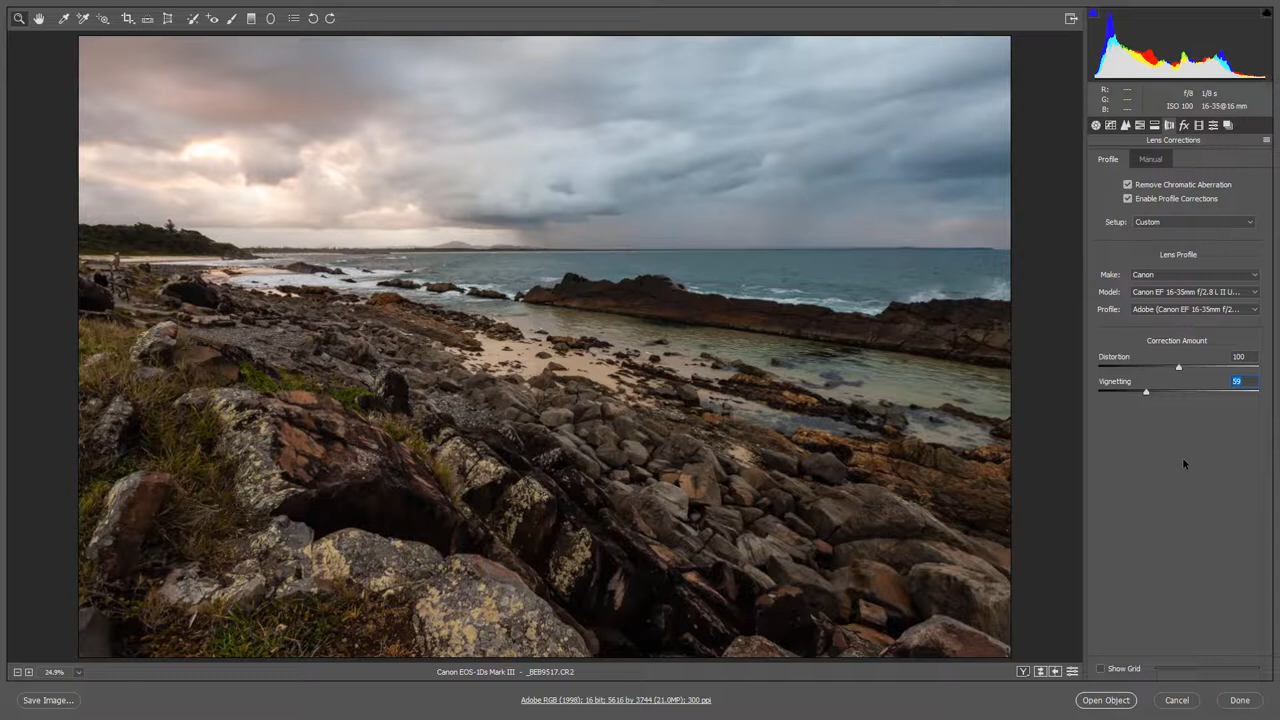 R: ---
G: ---
B: ---
f/8 1/8 s
ISO 100 16-35@16 mm
fx
Lens Corrections
Profile Manual
Remove Chromatic Aberration
Enable Profile Corrections
Setup: Custom
Lens Profile
Make: Canon
Model: Canon EF 16-35mm f/2.8 L II U...
Profile: Adobe (Canon EF 16-35mm f/2...
Correction Amount
Distortion 100
Vignetting 59
24.9%
Canon EOS-1Ds Mark III - _BEB9517.CR2
Y
Show Grid
Save Image...
Adobe RGB (1998); 16 bit; 5616 by 3744 (21.0MP); 300 ppi
Open Object
Cancel
Done